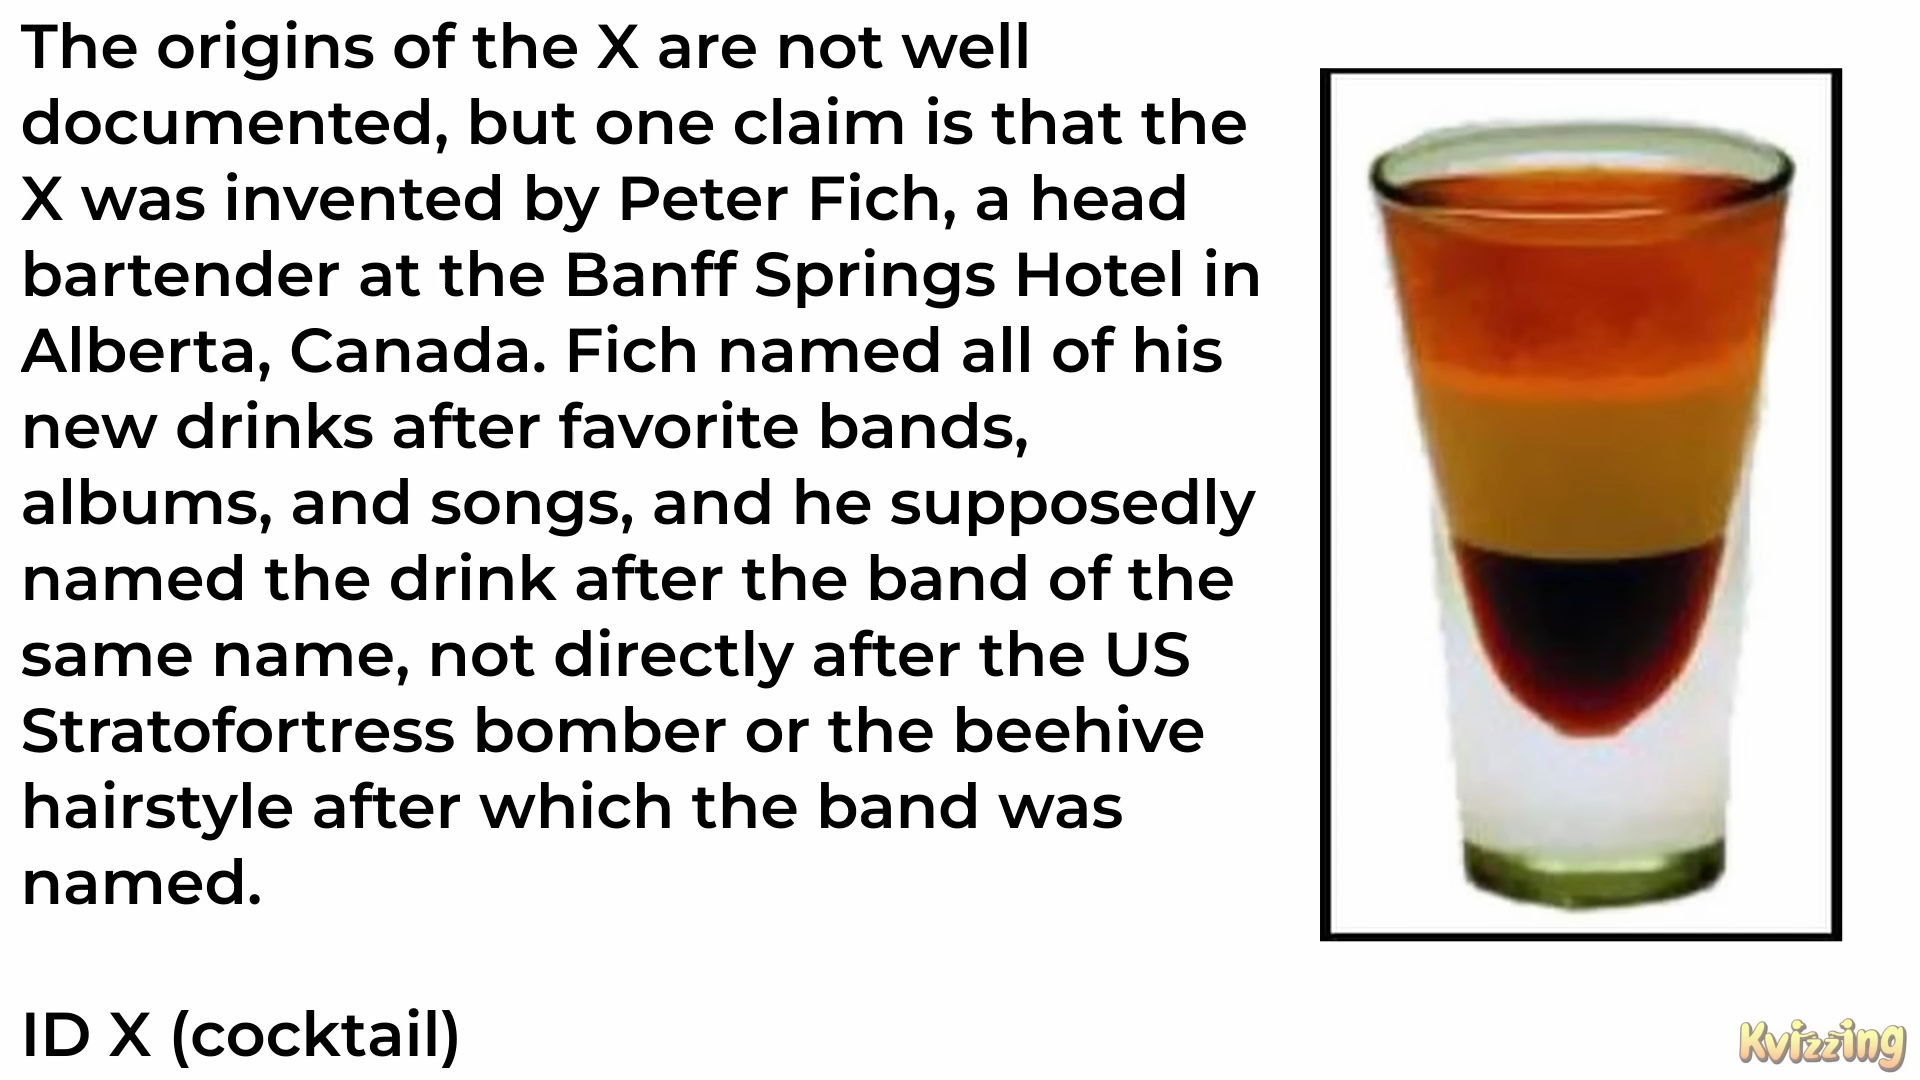 The origins of the X are not well
documented, but one claim is that the
X was invented by Peter Fich, a head
bartender at the Banff Springs Hotel in
Alberta, Canada. Fich named all of his
new drinks after favorite bands,
albums, and songs, and he supposedly
named the drink after the band of the
same name, not directly after the US
Stratofortress bomber or the beehive
hairstyle after which the band was
named.
ID X (cocktail)
Kvizzing